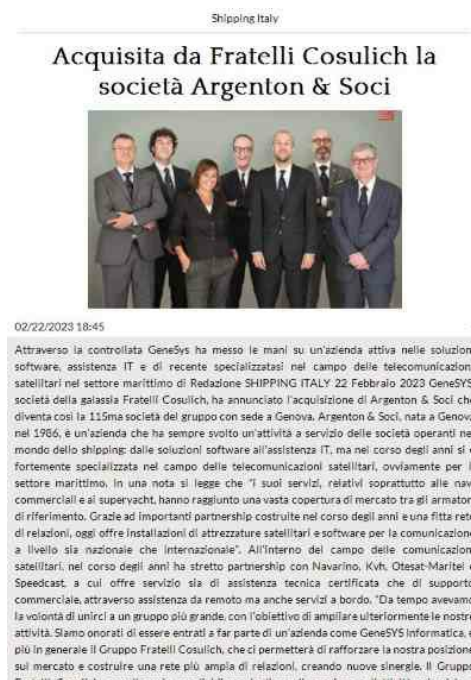 Shipping Italy
Acquisita da Fratelli Cosulich la
società Argenton & Soci
02/22/2023 18:45
Attraverso la controllata GeneSys ha messo le mani su un'azienda attiva nelle soluzion
software, assistenza IT e di recente specializzatasi nel campo delle telecomunicazion
satellitari nel settore marittimo di Redazione SHIPPING ITALY 22 Febbraio 2023 GeneSYS
società della galassia Fratelli Cosulich, ha annunciato l'acquisizione di Argenton & Soci che
diventa così la 115ma società del gruppo con sede a Genova. Argenton & Soci, nata a Genova
nel 1986, è un'azienda che ha sempre svolto un'attività a servizio delle società operanti ne
mondo dello shipping: dalle soluzioni software all'assistenza IT, ma nel corso degli anni si è
fortemente specializzata nel campo delle telecomunicazioni satellitari, ovviamente per i
settore marittimo. In una nota si legge che "i suoi servizi, relativi soprattutto alle nav
commerciali e ai superyacht, hanno raggiunto una vasta copertura di mercato tra gli armator
di riferimento. Grazie ad importanti partnership costruite nel corso degli anni e una fitta rete
di relazioni, oggi offre installazioni di attrezzature satellitari e software per la comunicazione
a livello sia nazionale che internazionale". All'interno del campo delle comunicazion
satellitari, nel corso degli anni ha stretto partnership con Navarino, Kvh, Otesat-Maritel e
Speedcast, a cui offre servizio sia di assistenza tecnica certificata che di supporto
commerciale, attraverso assistenza da remoto ma anche servizi a bordo. "Da tempo avevamo
la volontà di unirci a un gruppo più grande, con l'obiettivo di ampliare ulteriormente le nostre
attività. Siamo onorati di essere entrati a far parte di un'azienda come GeneSYS Informatica, e
più in generale il Gruppo Fratelli Cosulich, che ci permetterà di rafforzare la nostra posizione
sul mercato e costruire una rete più ampia di relazioni, creando nuove sinergie. Il Gruppo